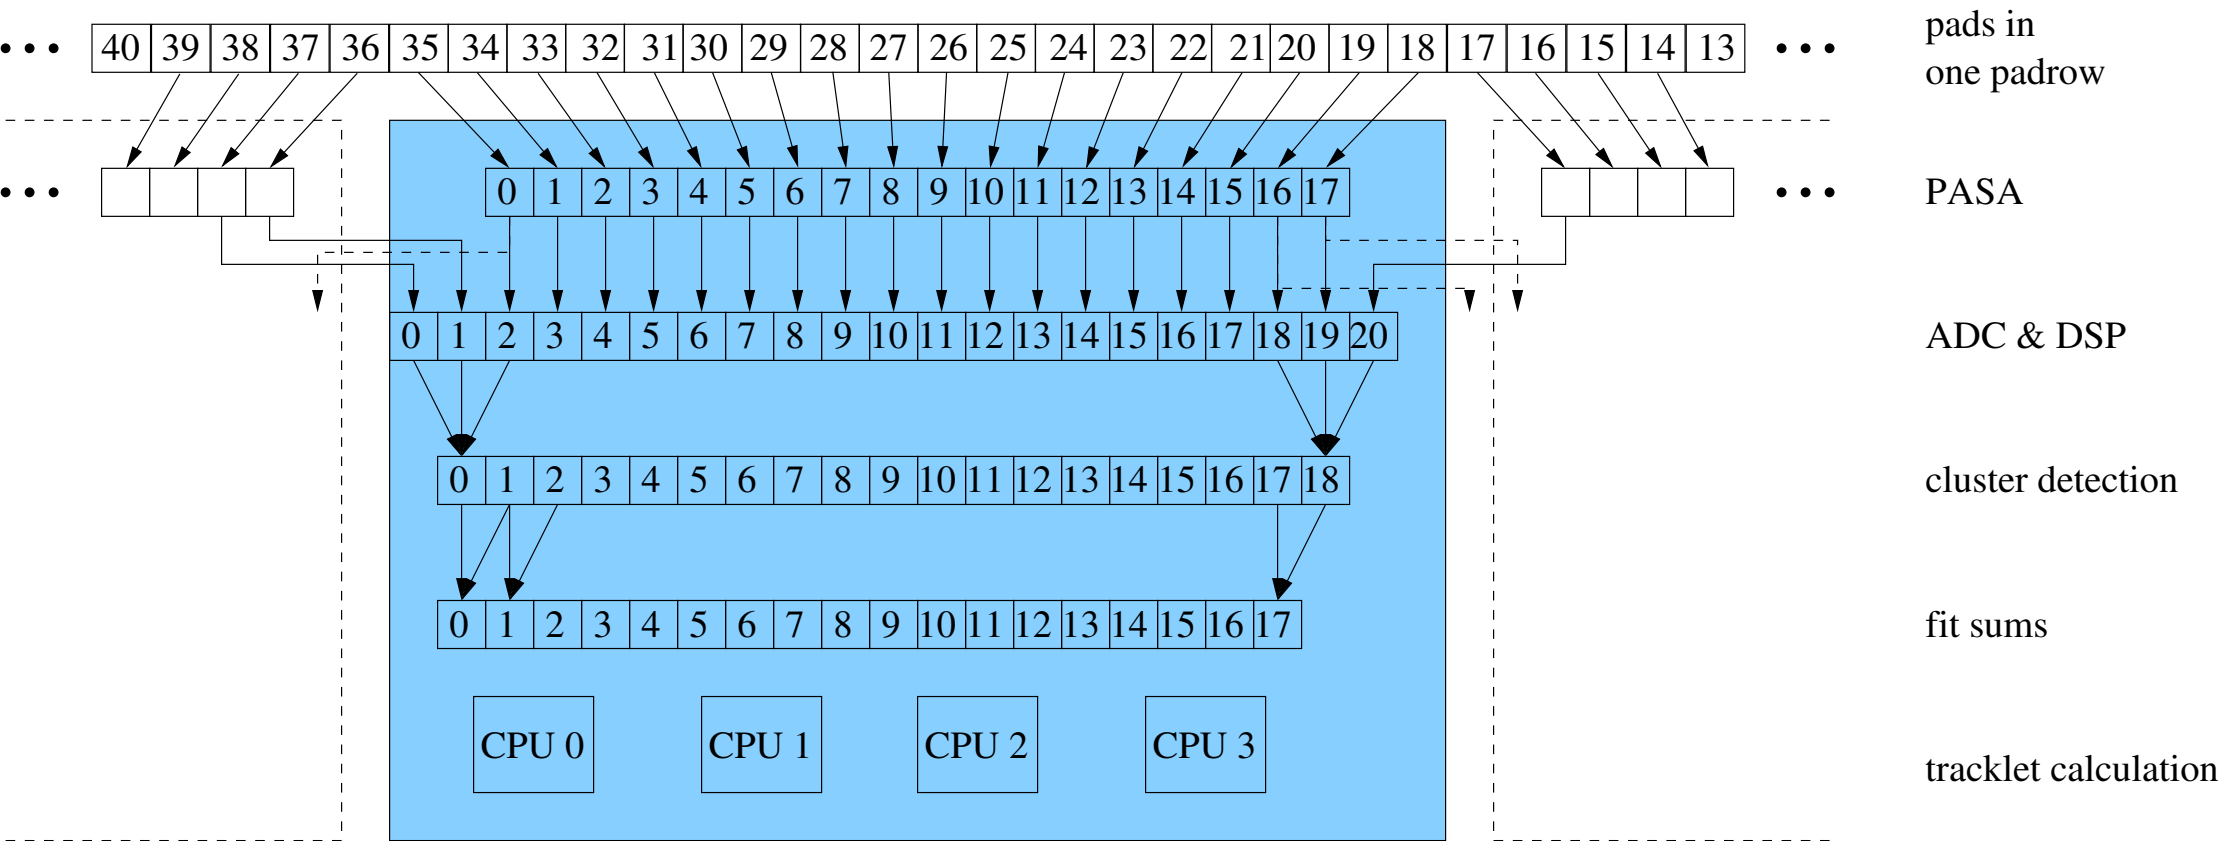 40 39 38 37 36 35 34 33 32 31 30 29 28 27 26 25 24 23 22 21 20 19 18 17 16 15 14 13
pads in
one padrow
0 1 2 3 4 5 6 7 8 9 10 11 12 13 14 15 16 17
PASA
0 1 2 3 4 5 6 7 8 9 10 11 12 13 14 15 16 17 18 19 20
ADC & DSP
0 1 2 3 4 5 6 7 8 9 10 11 12 13 14 15 16 17 18
cluster detection
0 1 2 3 4 5 6 7 8 9 10 11 12 13 14 15 16 17
fit sums
CPU 0 CPU 1 CPU 2 CPU 3
tracklet calculation